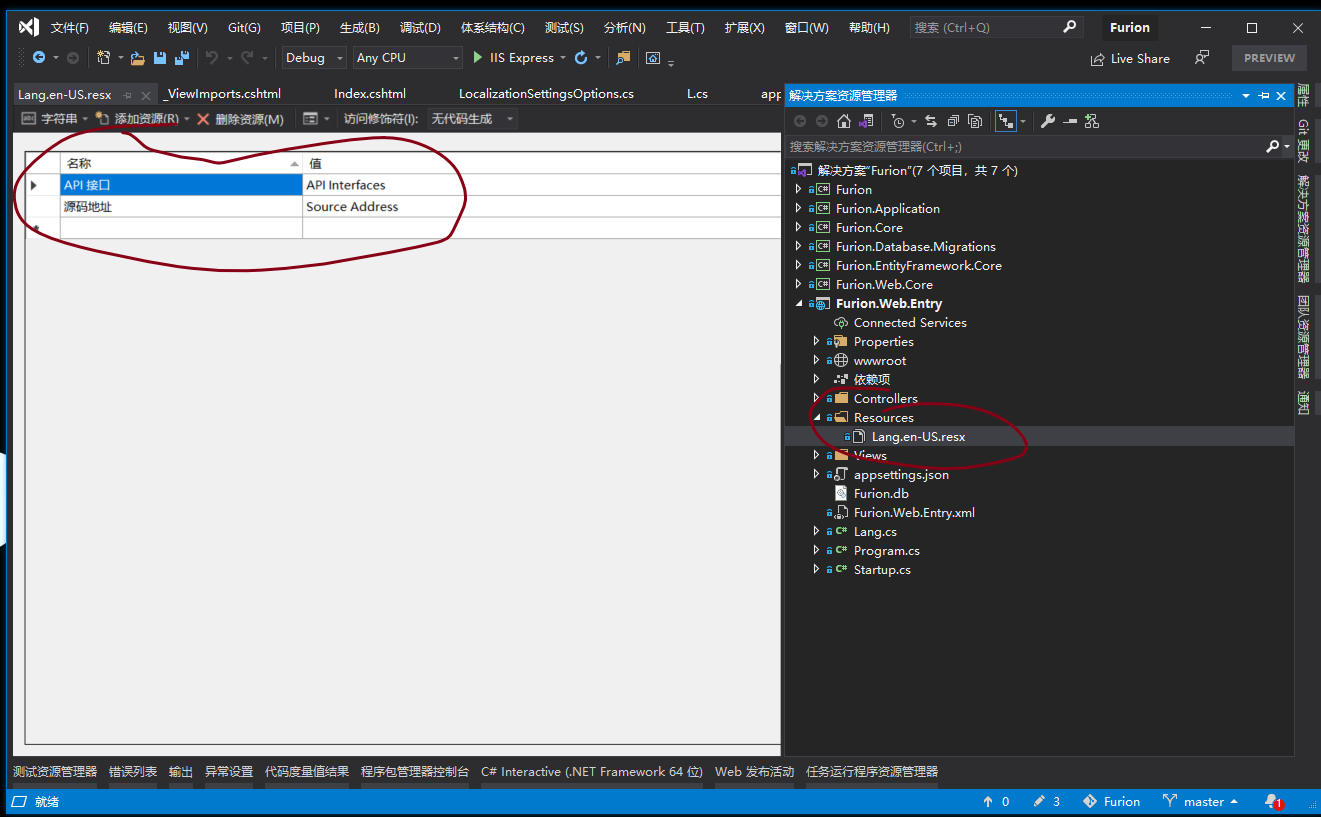 文件(F) 编辑(E) 视图(V) Git(G) 项目(P) 生成(B) 调试(D) 体系结构(C) 测试(S) 分析(N) 工具(T) 扩展(X) 窗口(W) 帮助(H) 搜索 (Ctrl+Q) Furion
Debug Any CPU IIS Express Live Share PREVIEW
Lang.en-US.resx _ViewImports.cshtml Index.cshtml LocalizationSettingsOptions.cs L.cs app
字符串 添加资源(R) 删除资源(M) 访问修饰符(I): 无代码生成
名称 值
API 接口 API Interfaces
源码地址 Source Address
解决方案资源管理器
搜索解决方案资源管理器(Ctrl+;)
解决方案"Furion"(7 个项目，共 7 个)
Furion
Furion.Application
Furion.Core
Furion.Database.Migrations
Furion.EntityFramework.Core
Furion.Web.Core
Furion.Web.Entry
Connected Services
Properties
wwwroot
依赖项
Controllers
Resources
Lang.en-US.resx
Views
appsettings.json
Furion.db
Furion.Web.Entry.xml
Lang.cs
Program.cs
Startup.cs
属性
Git 更改
解决方案资源管理器
团队资源管理器
通知
测试资源管理器 错误列表 输出 异常设置 代码度量值结果 程序包管理器控制台 C# Interactive (.NET Framework 64 位) Web 发布活动 任务运行程序资源管理器
就绪 0 3 Furion master 1